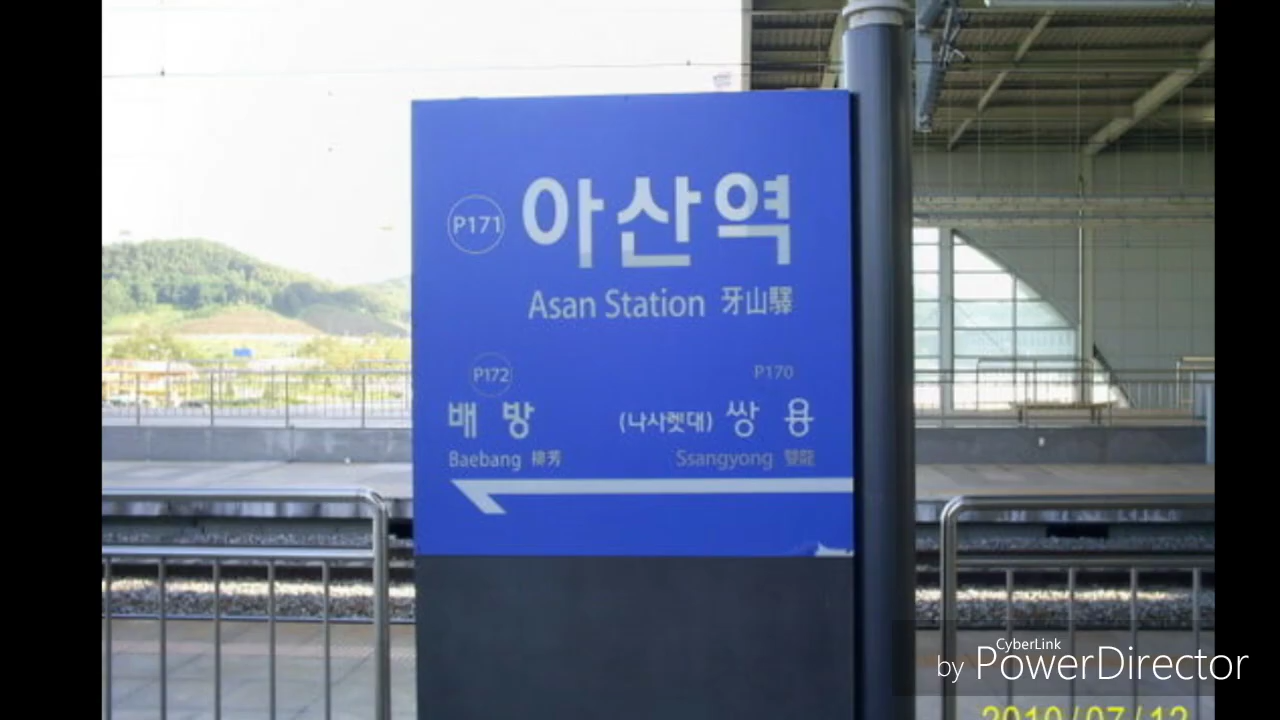 P171 아산역
Asan Station 牙山驛
P172 P170
배 방 (나사렛대) 쌍 용
Baebang 排芳 Ssangyong 雙龍
CyberLink
by PowerDirector
2010/07/12